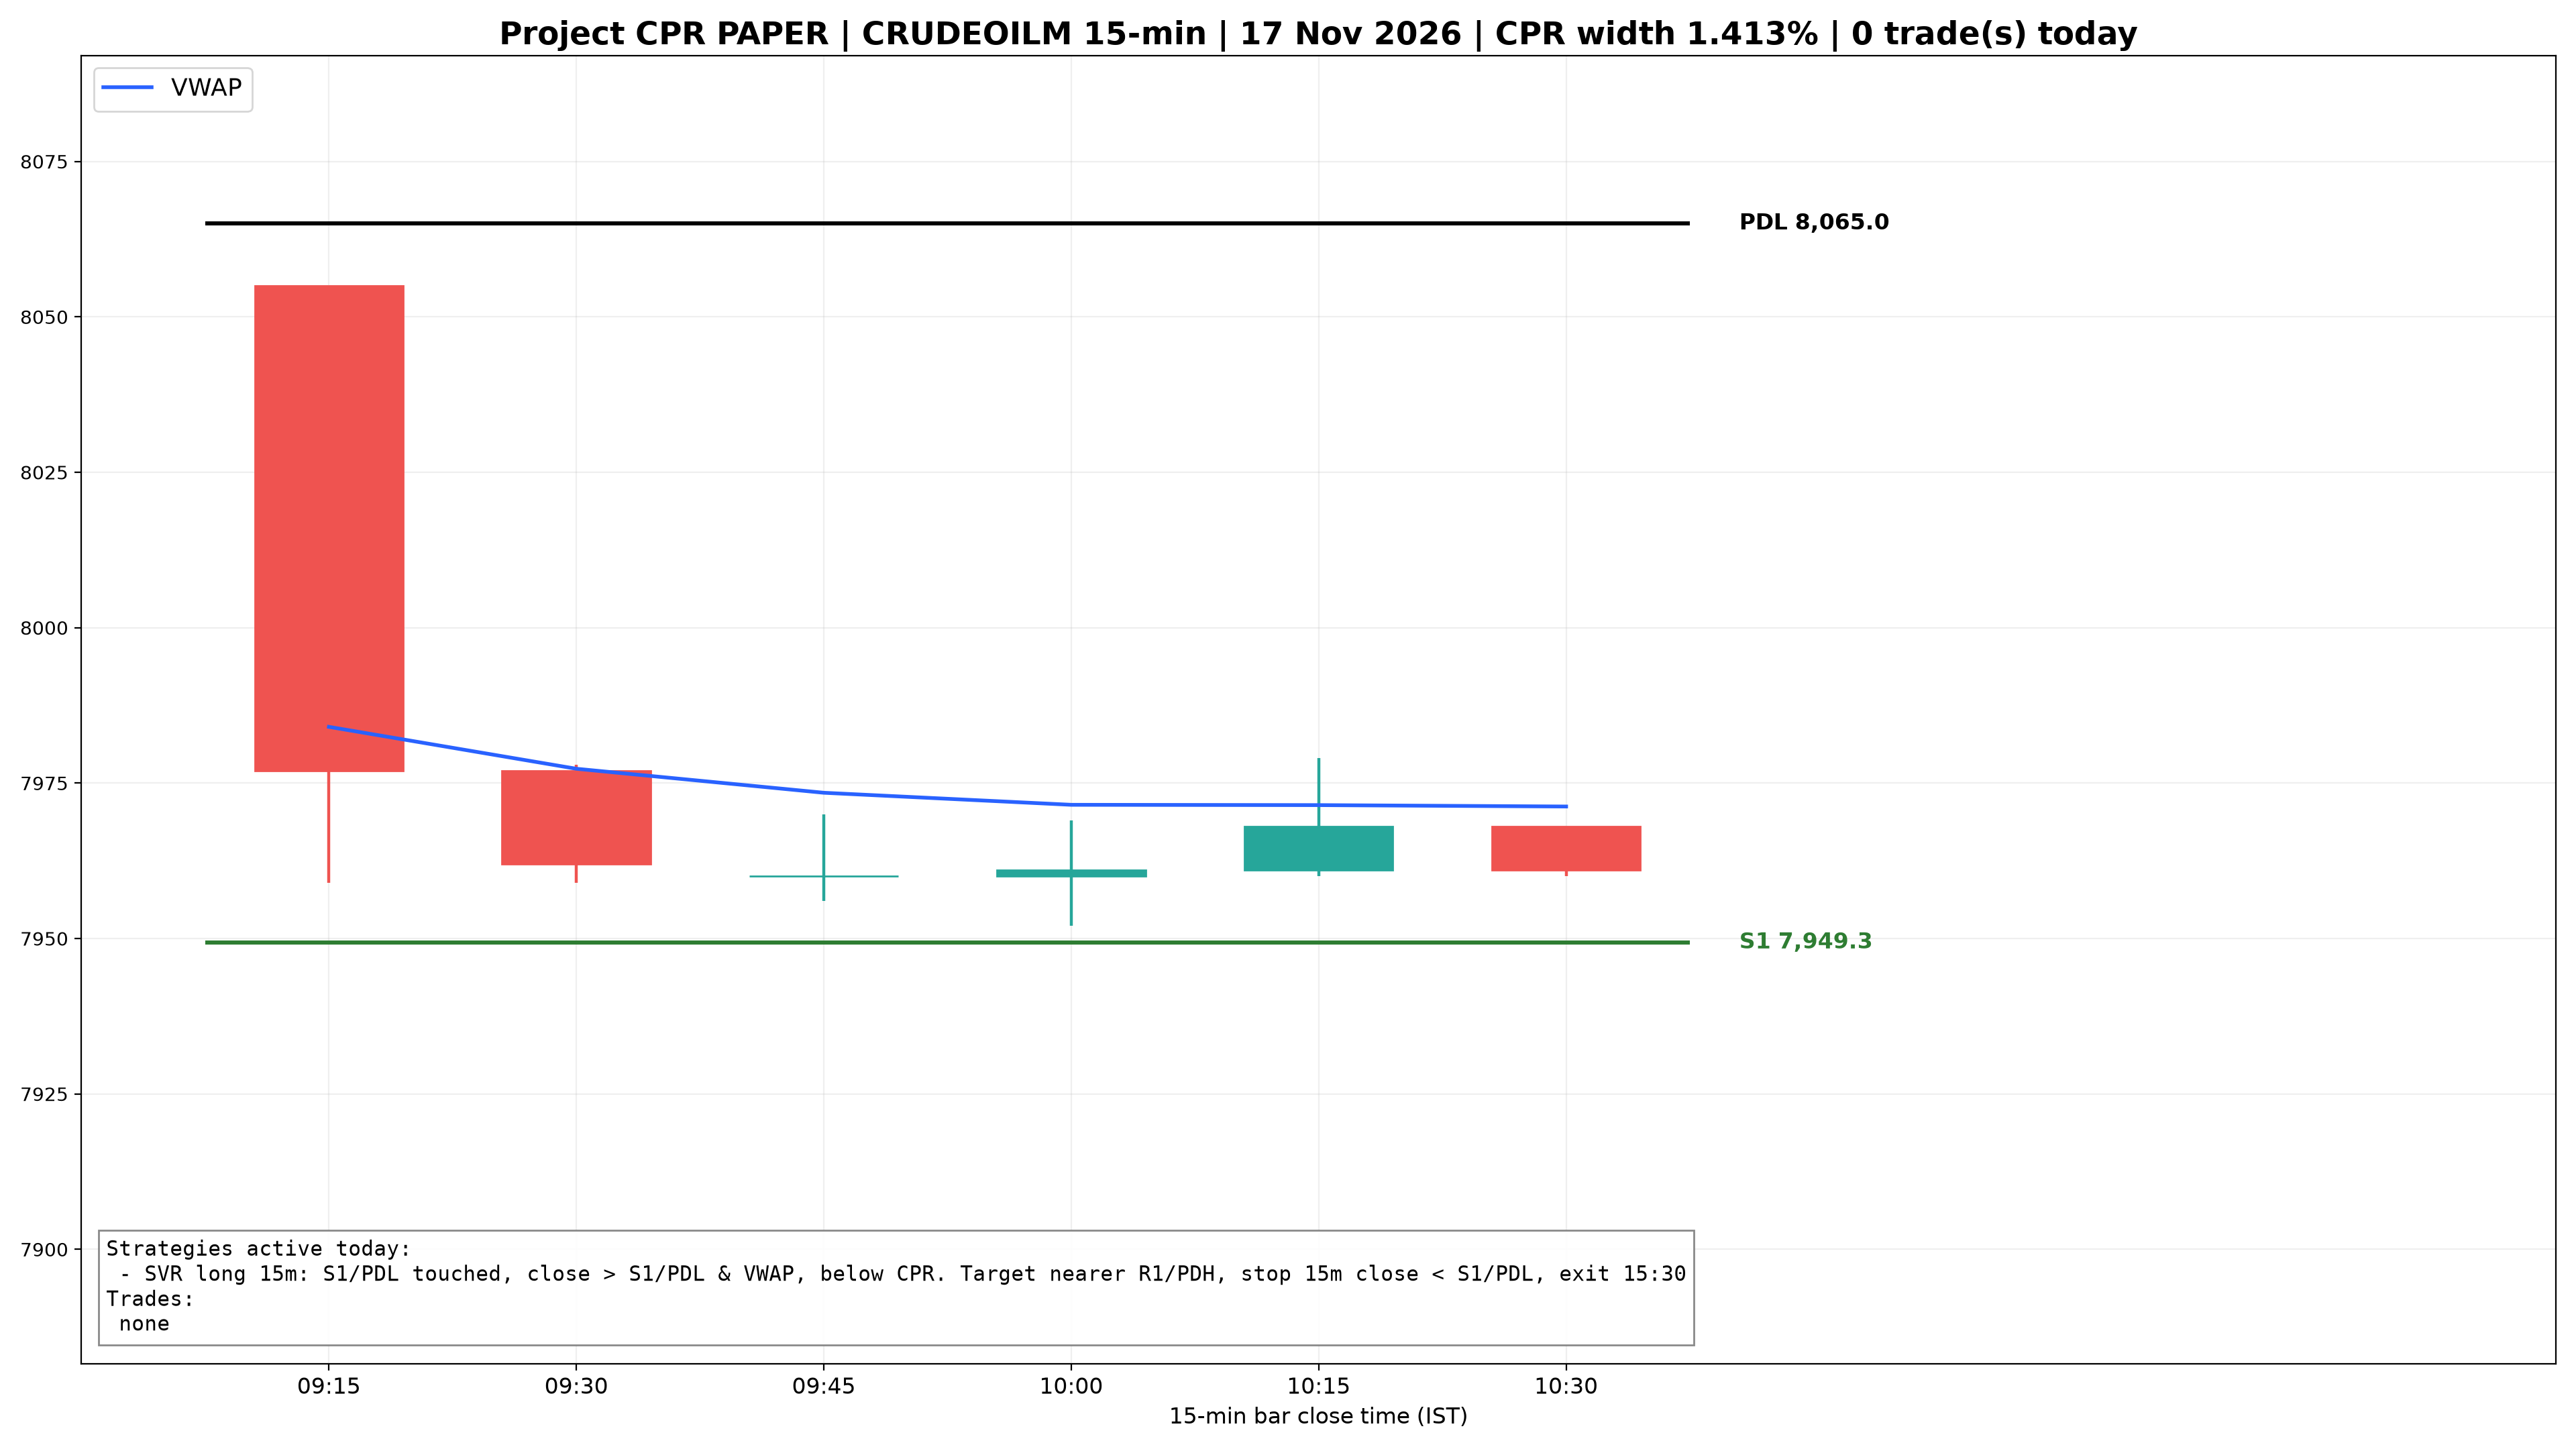 Project CPR PAPER | CRUDEOILM 15-min | 17 Nov 2026 | CPR width 1.413% | 0 trade(s) today
VWAP
8075
8050
8025
8000
7975
7950
7925
7900
PDL 8,065.0
S1 7,949.3
Strategies active today:
- SVR long 15m: S1/PDL touched, close > S1/PDL & VWAP, below CPR. Target nearer R1/PDH, stop 15m close < S1/PDL, exit 15:30
Trades:
none
09:15 09:30 09:45 10:00 10:15 10:30
15-min bar close time (IST)